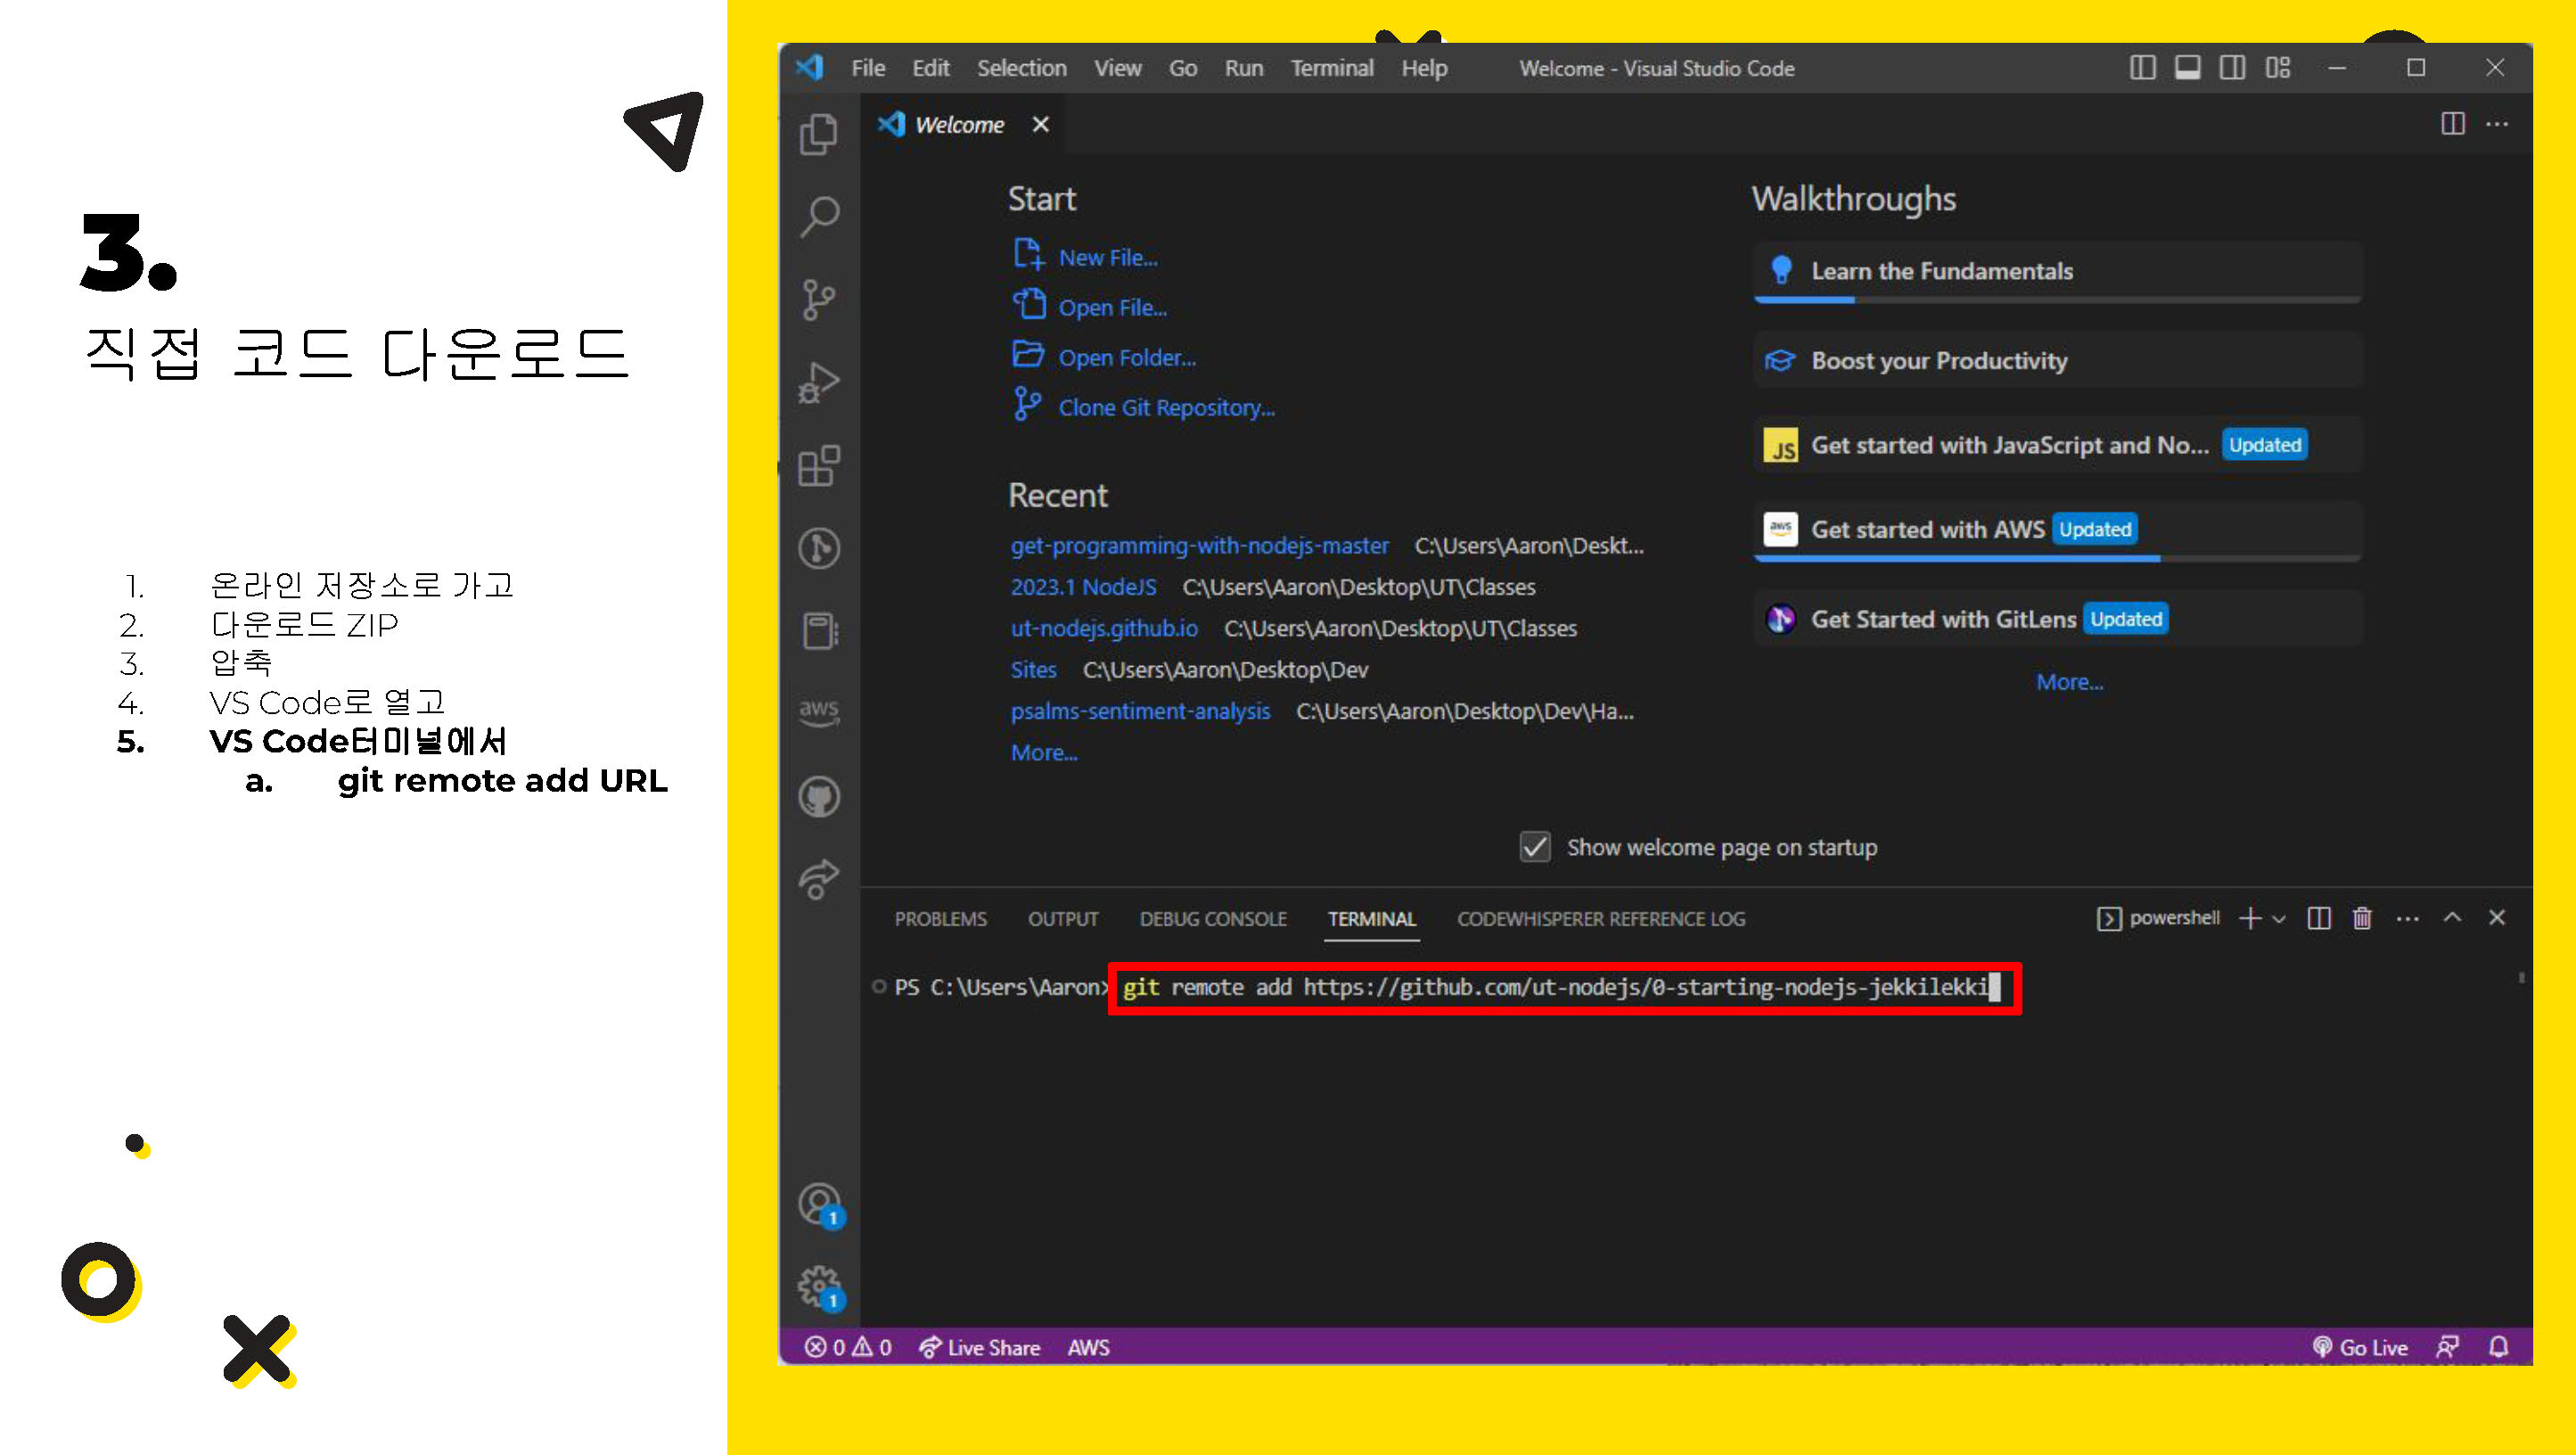 3.
직접 코드 다운로드
1. 온라인 저장소로 가고
2. 다운로드 ZIP
3. 압축
4. VS Code로 열고
5. VS Code터미널에서
a. git remote add URL
File Edit Selection View Go Run Terminal Help Welcome - Visual Studio Code
Welcome
Start
New File...
Open File...
Open Folder...
Clone Git Repository...
Recent
get-programming-with-nodejs-master C:\Users\Aaron\Deskt...
2023.1 NodeJS C:\Users\Aaron\Desktop\UT\Classes
ut-nodejs.github.io C:\Users\Aaron\Desktop\UT\Classes
Sites C:\Users\Aaron\Desktop\Dev
psalms-sentiment-analysis C:\Users\Aaron\Desktop\Dev\Ha...
More...
Walkthroughs
Learn the Fundamentals
Boost your Productivity
JS Get started with JavaScript and No... Updated
aws Get started with AWS Updated
Get Started with GitLens Updated
More...
aws
Show welcome page on startup
PROBLEMS OUTPUT DEBUG CONSOLE TERMINAL CODEWHISPERER REFERENCE LOG powershell
PS C:\Users\Aaron> git remote add https://github.com/ut-nodejs/0-starting-nodejs-jekkilekki
1
1
0 0 Live Share AWS Go Live